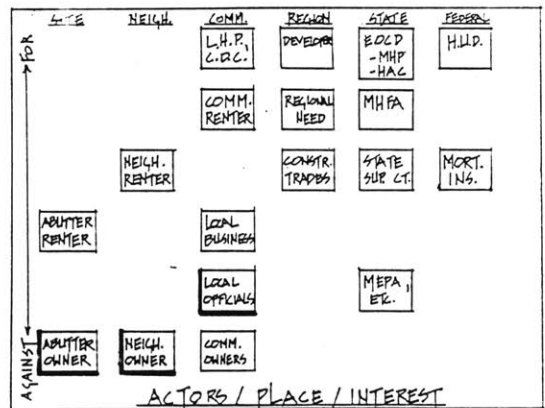 SITE NEIGH. COMM. REGION STATE FEDERAL
FOR
L.H.P.,
C.D.C.
DEVELOPER
EOCD
-MHP
-HAC
H.U.D.
COMM.
RENTER
REGIONAL
NEED
MHFA
NEIGH.
RENTER
CONSTR.
TRADES
STATE
SUP. CT.
MORT.
INS.
ABUTTER
RENTER
LOCAL
BUSINESS
LOCAL
OFFICIALS
MEPA,
ETC.
AGAINST
ABUTTER
OWNER
NEIGH.
OWNER
COMM.
OWNERS
ACTORS / PLACE / INTEREST